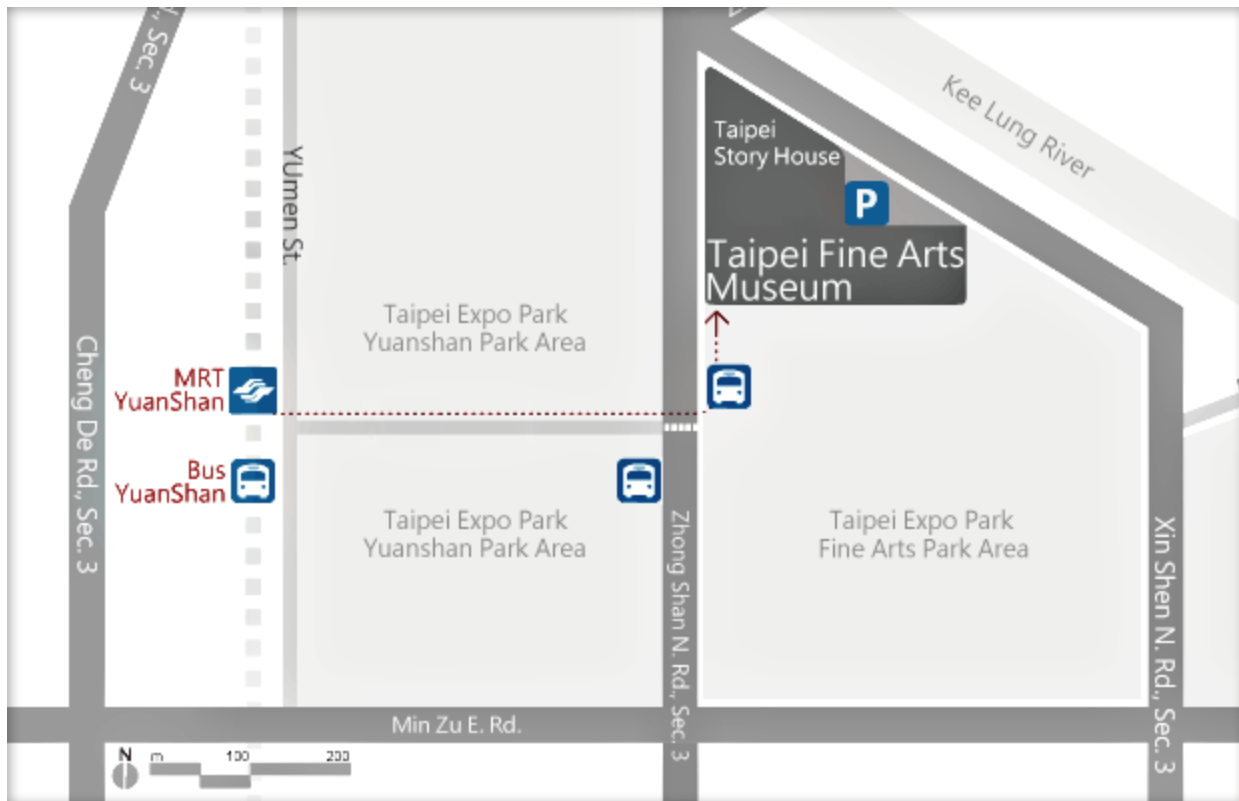 d., Sec. 3
Kee Lung River
Taipei
Story House
P
YUmen St.
Taipei Fine Arts
Museum
Taipei Expo Park
Yuanshan Park Area
Cheng De Rd., Sec. 3
MRT
YuanShan
Bus
YuanShan
Taipei Expo Park
Yuanshan Park Area
Zhong Shan N. Rd., Sec. 3
Taipei Expo Park
Fine Arts Park Area
Xin Shen N. Rd., Sec. 3
Min Zu E. Rd.
N
m 100 200